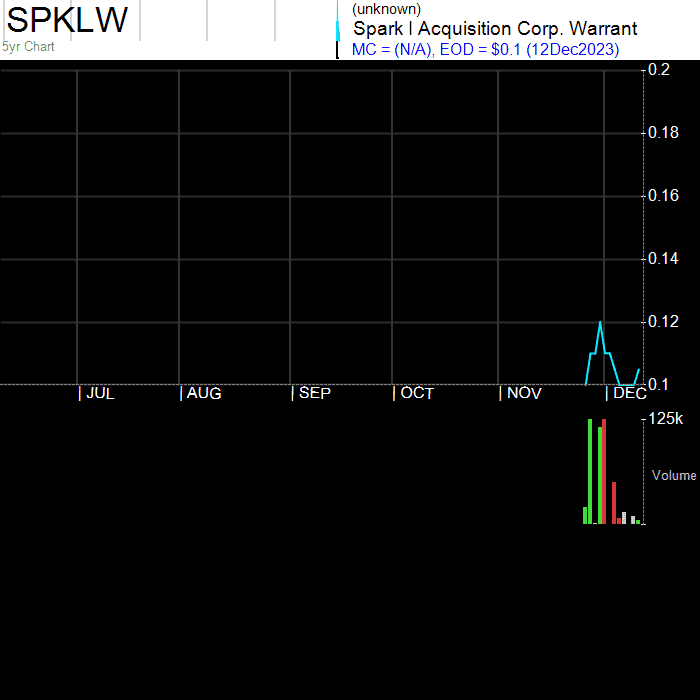 SPKLW
5yr Chart
(unknown)
Spark I Acquisition Corp. Warrant
MC = (N/A), EOD = $0.1 (12Dec2023)
0.2
0.18
0.16
0.14
0.12
0.1
| JUL | AUG | SEP | OCT | NOV | DEC
125k
Volume